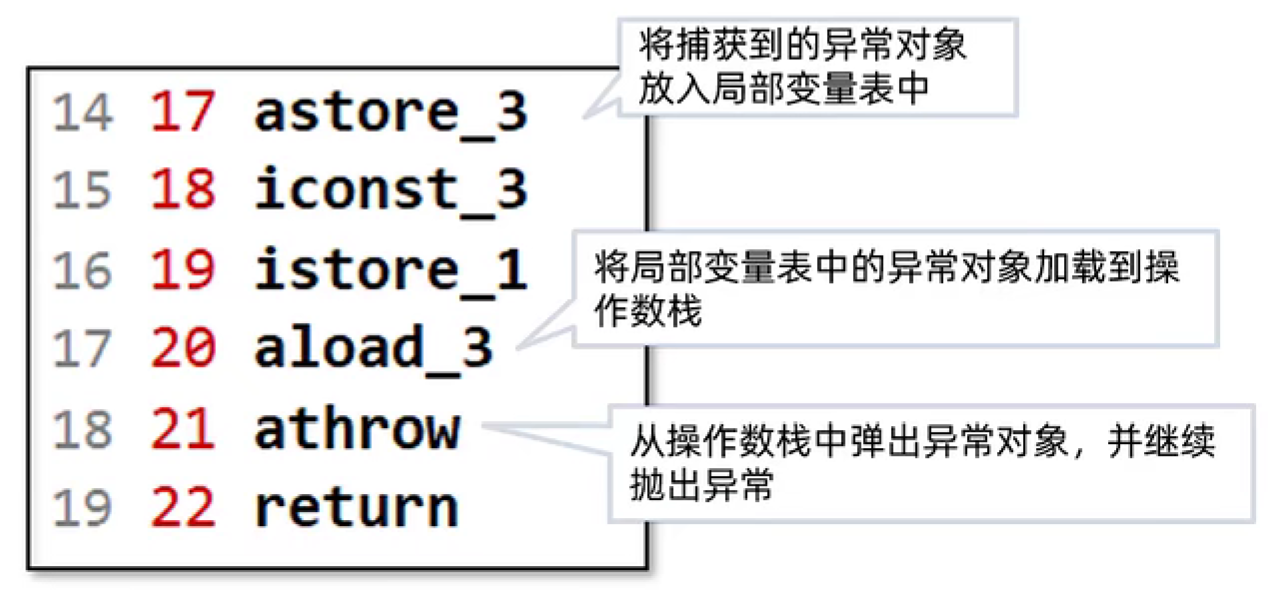 将捕获到的异常对象
放入局部变量表中
14 17 astore_3
15 18 iconst_3
16 19 istore_1
将局部变量表中的异常对象加载到操
作数栈
17 20 aload_3
18 21 athrow
从操作数栈中弹出异常对象，并继续
抛出异常
19 22 return